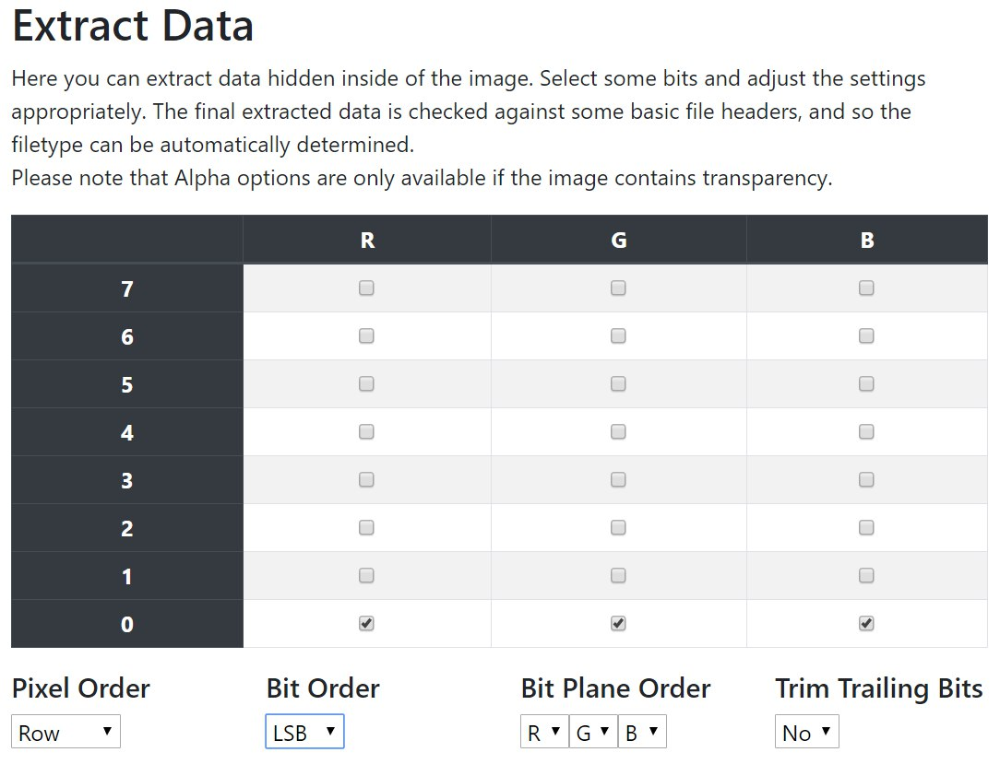 Extract Data
Here you can extract data hidden inside of the image. Select some bits and adjust the settings
appropriately. The final extracted data is checked against some basic file headers, and so the
filetype can be automatically determined.
Please note that Alpha options are only available if the image contains transparency.
R G B
7
6
5
4
3
2
1
0
Pixel Order Bit Order Bit Plane Order Trim Trailing Bits
Row LSB R G B No